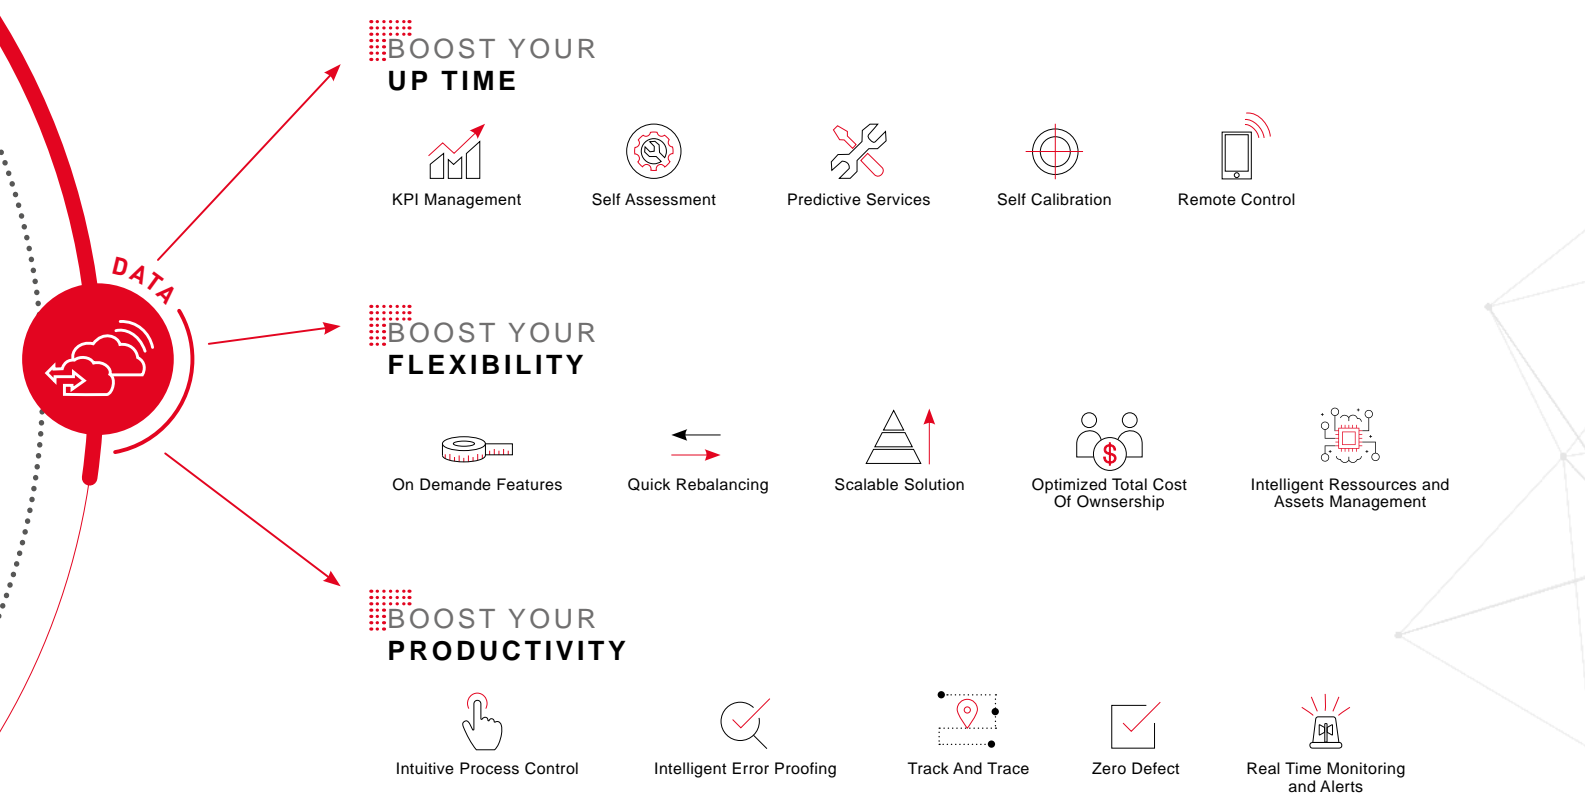 DATA
BOOST YOUR
UP TIME
KPI Management
Self Assessment
Predictive Services
Self Calibration
Remote Control
BOOST YOUR
FLEXIBILITY
On Demande Features
Quick Rebalancing
Scalable Solution
$
Optimized Total Cost
Of Ownsership
Intelligent Ressources and
Assets Management
BOOST YOUR
PRODUCTIVITY
Intuitive Process Control
Intelligent Error Proofing
Track And Trace
Zero Defect
Real Time Monitoring
and Alerts